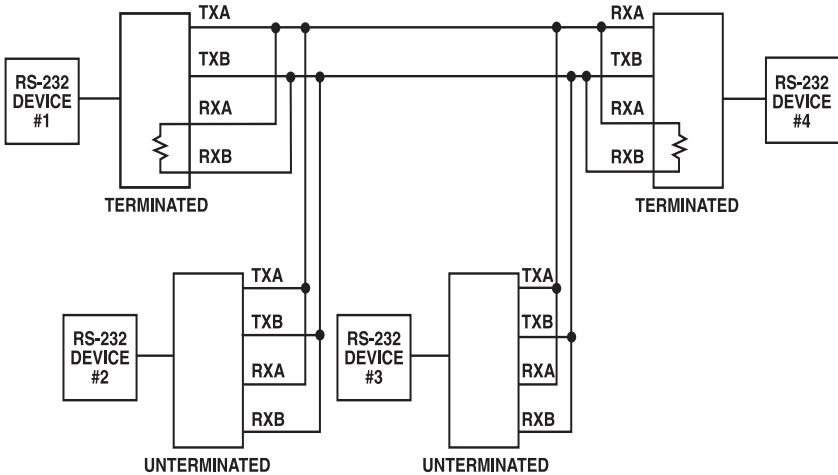 TXA
TXB
RXA
RXB
RS-232
DEVICE
#1
TERMINATED
RXA
TXB
RXA
RXB
RS-232
DEVICE
#4
TERMINATED
TXA
TXB
RXA
RXB
RS-232
DEVICE
#2
UNTERMINATED
TXA
TXB
RXA
RXB
RS-232
DEVICE
#3
UNTERMINATED